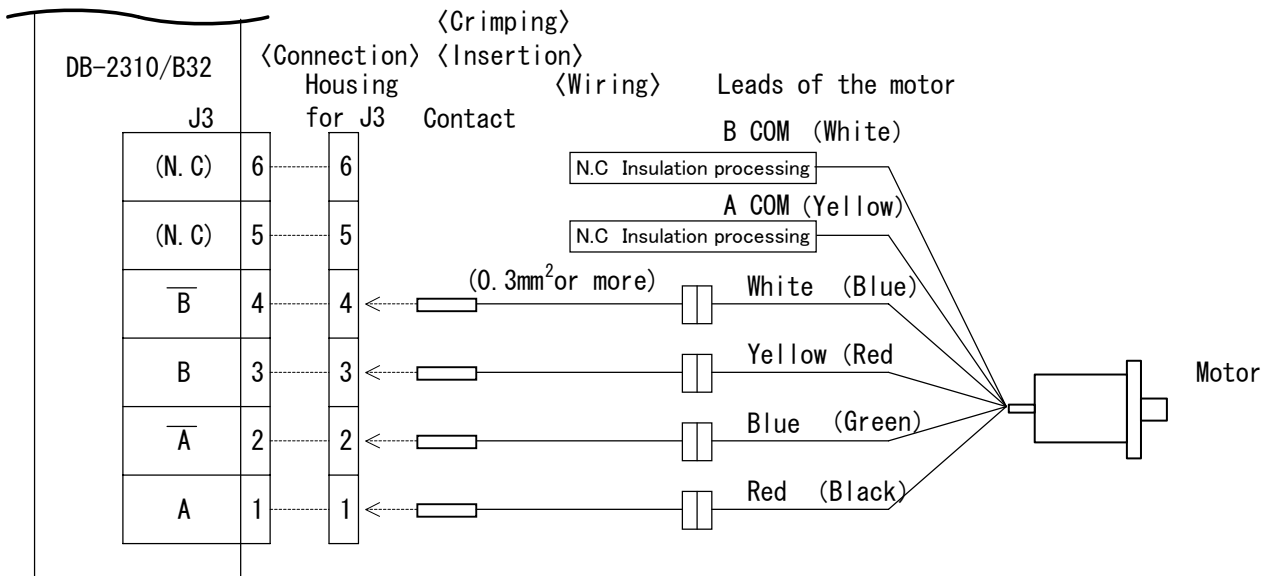 〈Crimping〉
DB-2310/B32
〈Connection〉 〈Insertion〉
Housing 〈Wiring〉 Leads of the motor
J3 for J3 Contact
B COM (White)
(N.C) 6 6 N.C Insulation processing
A COM (Yellow)
(N.C) 5 5 N.C Insulation processing
(0.3mm²or more) White (Blue)
B̅ 4 4
Yellow (Red
B 3 3 Motor
A̅ 2 2 Blue (Green)
Red (Black)
A 1 1